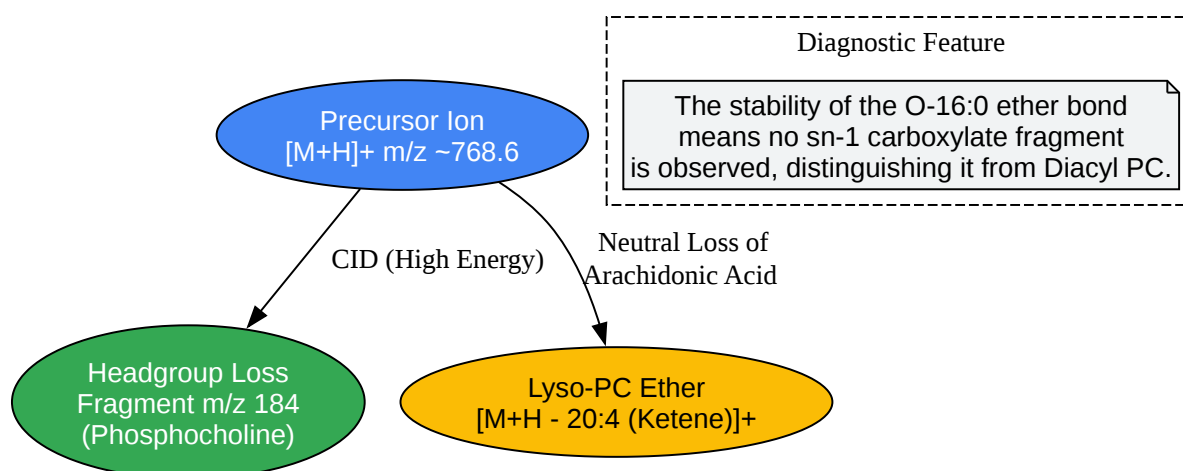 Diagnostic Feature
The stability of the O-16:0 ether bond
means no sn-1 carboxylate fragment
is observed, distinguishing it from Diacyl PC.
Precursor Ion
[M+H]+ m/z ~768.6
CID (High Energy)
Neutral Loss of
Arachidonic Acid
Headgroup Loss
Fragment m/z 184
(Phosphocholine)
Lyso-PC Ether
[M+H - 20:4 (Ketene)]+